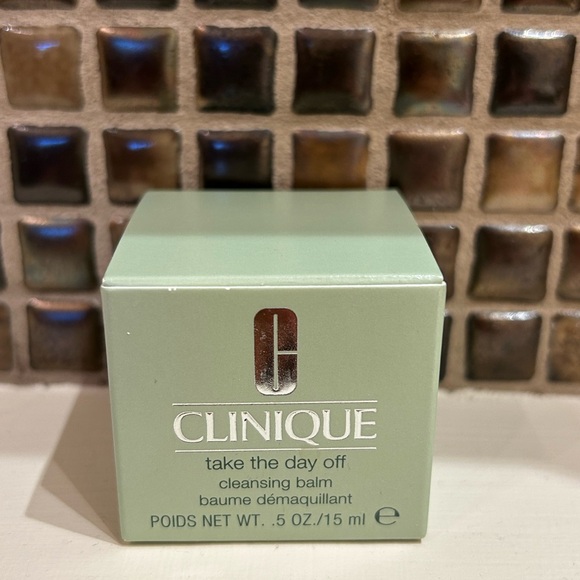 CLINIQUE
take the day off
cleansing balm
baume démaquillant
POIDS NET WT. .5 OZ./15 ml ℮